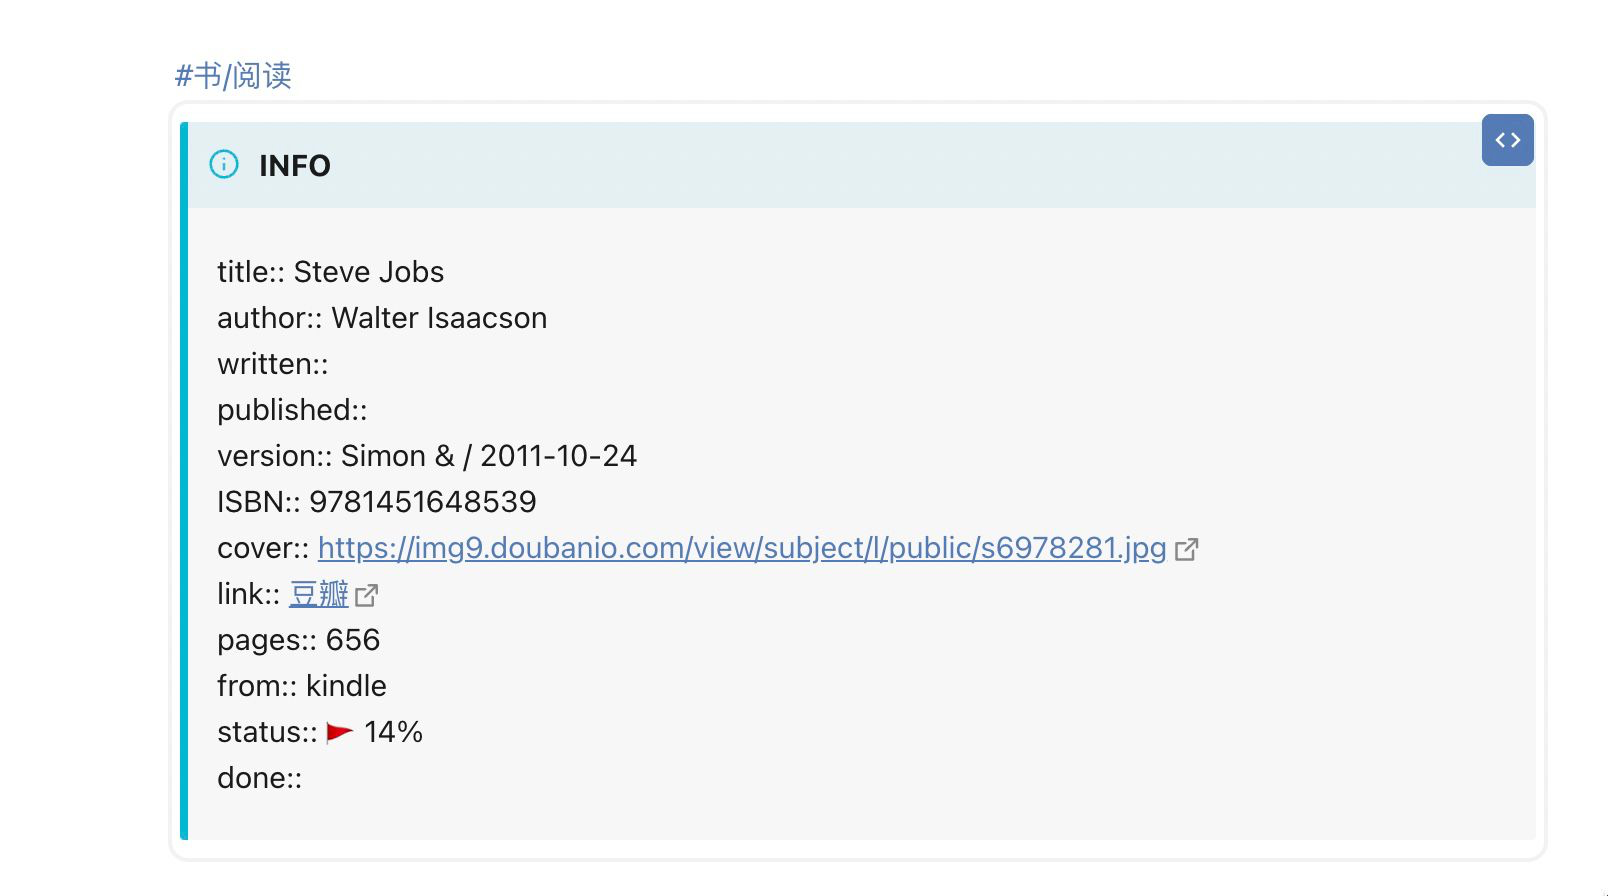 #书/阅读
INFO
title:: Steve Jobs
author:: Walter Isaacson
written::
published::
version:: Simon & / 2011-10-24
ISBN:: 9781451648539
cover:: https://img9.doubanio.com/view/subject/l/public/s6978281.jpg
link:: 豆瓣
pages:: 656
from:: kindle
status:: 🚩 14%
done::